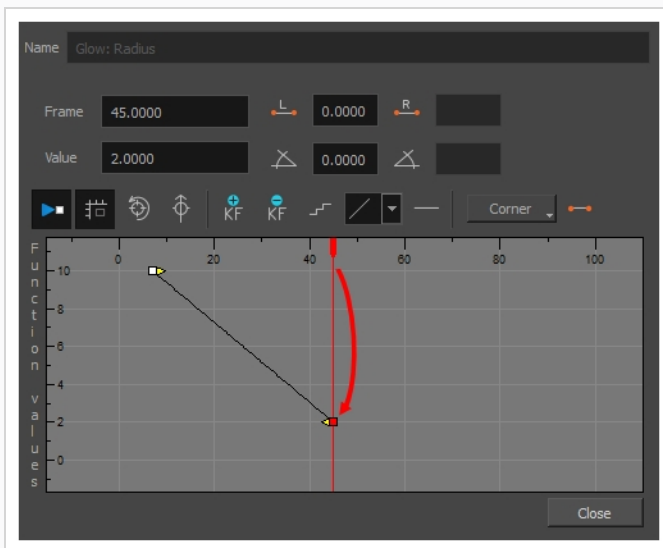 Name Glow: Radius
Frame 45.0000 L 0.0000 R
Value 2.0000 0.0000
KF KF Corner
Function values
0 20 40 60 80 100
10
8
6
4
2
0
Close